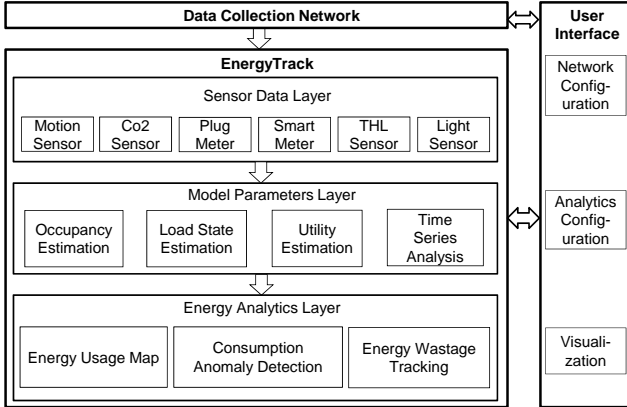 Data Collection Network
User
Interface
EnergyTrack
Sensor Data Layer
Motion
Sensor
Co2
Sensor
Plug
Meter
Smart
Meter
THL
Sensor
Light
Sensor
Network
Config-
uration
Model Parameters Layer
Occupancy
Estimation
Load State
Estimation
Utility
Estimation
Time
Series
Analysis
Analytics
Config-
uration
Energy Analytics Layer
Energy Usage Map
Consumption
Anomaly Detection
Energy Wastage
Tracking
Visuali-
zation